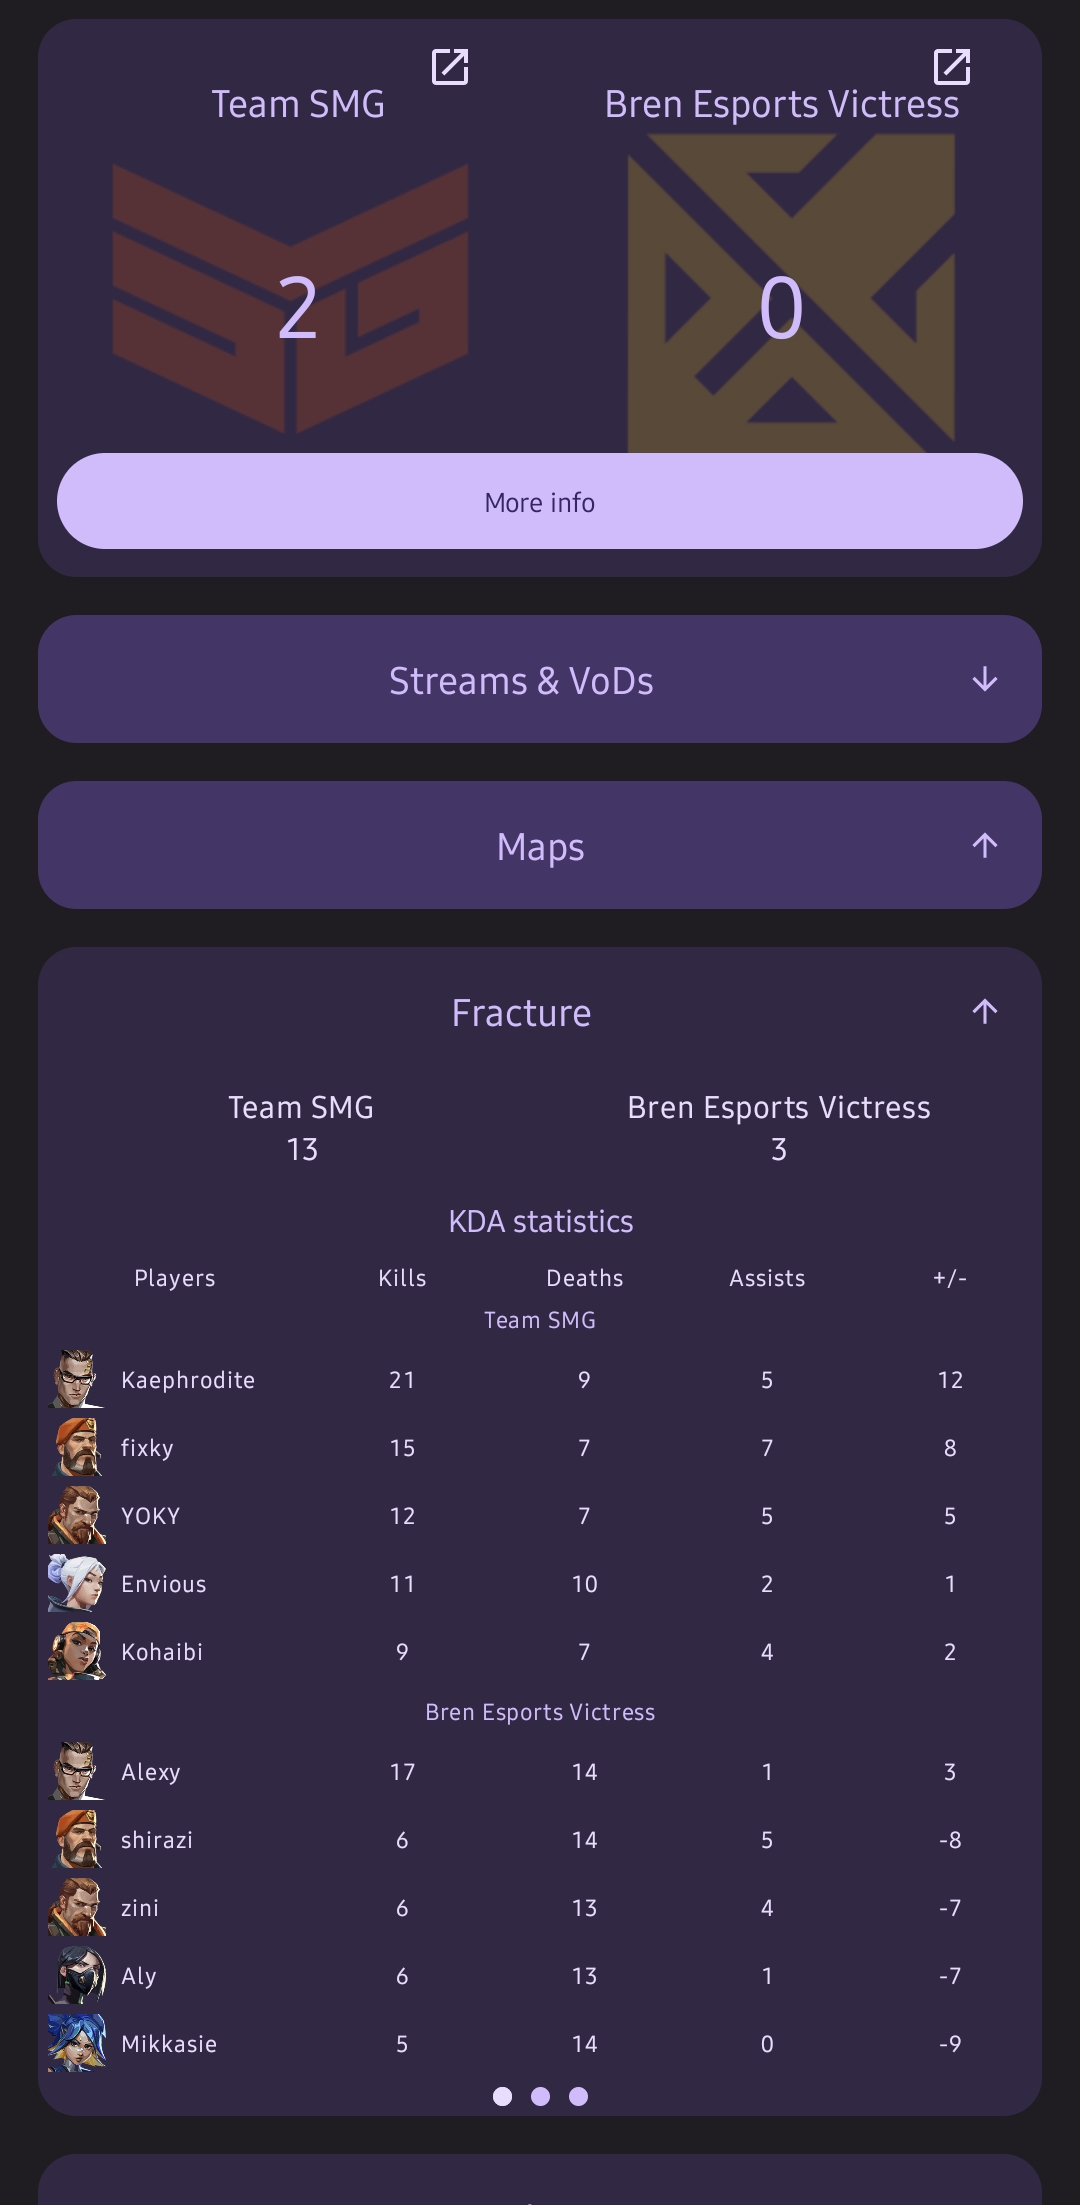 Team SMG
Bren Esports Victress
2
0
More info
Streams & VoDs
Maps
Fracture
Team SMG
Bren Esports Victress
13
3
KDA statistics
Players Kills Deaths Assists +/-
Team SMG
Kaephrodite 21 9 5 12
fixky 15 7 7 8
YOKY 12 7 5 5
Envious 11 10 2 1
Kohaibi 9 7 4 2
Bren Esports Victress
Alexy 17 14 1 3
shirazi 6 14 5 -8
zini 6 13 4 -7
Aly 6 13 1 -7
Mikkasie 5 14 0 -9